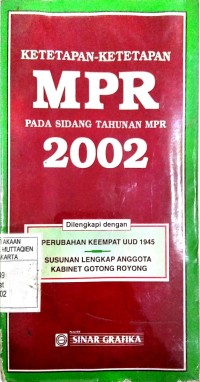 KETETAPAN-KETETAPAN
MPR
PADA SIDANG TAHUNAN MPR
2002
Dilengkapi dengan
PERUBAHAN KEEMPAT UUD 1945
SUSUNAN LENGKAP ANGGOTA
KABINET GOTONG ROYONG
AKAAN
MUTTAQIEN
KARTA
02
SINAR GRAFIKA